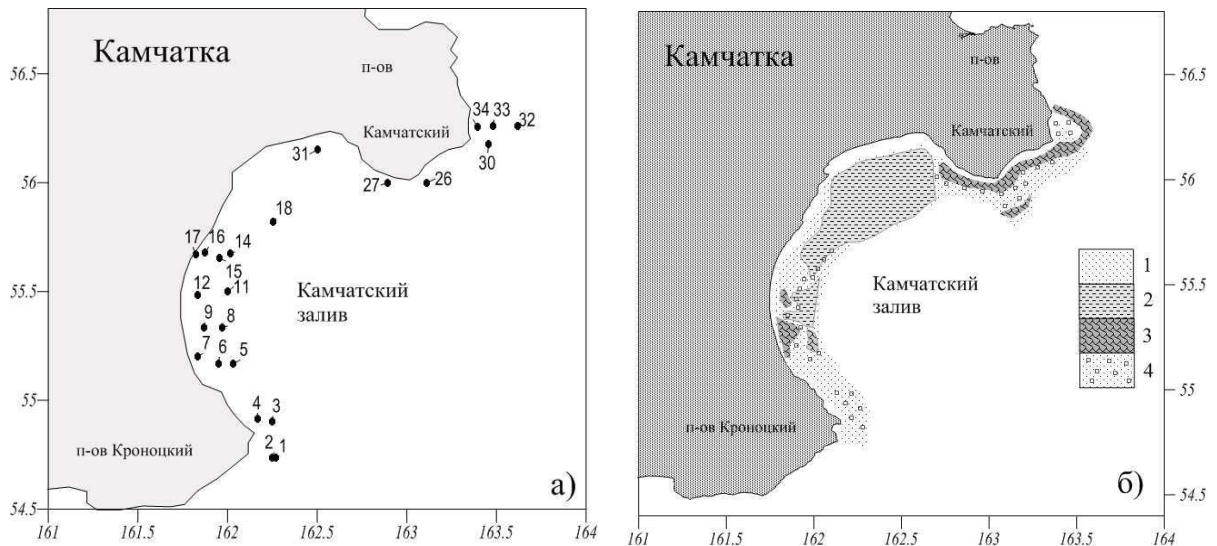 Камчатка
п-ов
Камчатский
34 33 32
30
31
27 26
18
17 16 14
15
12 11
9 8
7 6 5
4 3
2 1
Камчатский
залив
п-ов Кроноцкий
а)
56.5
56
55.5
55
54.5
161 161.5 162 162.5 163 163.5 164
Камчатка
п-ов
Камчатский
Камчатский
залив
1
2
3
4
п-ов Кроноцкий
б)
56.5
56
55.5
55
54.5
161 161.5 162 162.5 163 163.5 164